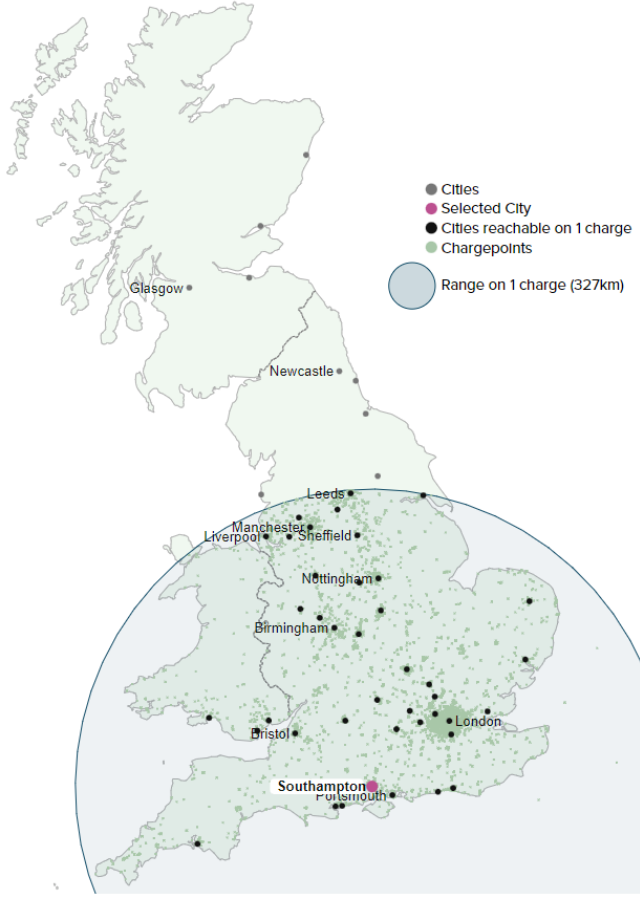 Cities
Selected City
Cities reachable on 1 charge
Chargepoints
Range on 1 charge (327km)
Glasgow
Newcastle
Leeds
Manchester
Liverpool
Sheffield
Nottingham
Birmingham
London
Bristol
Southampton
Portsmouth